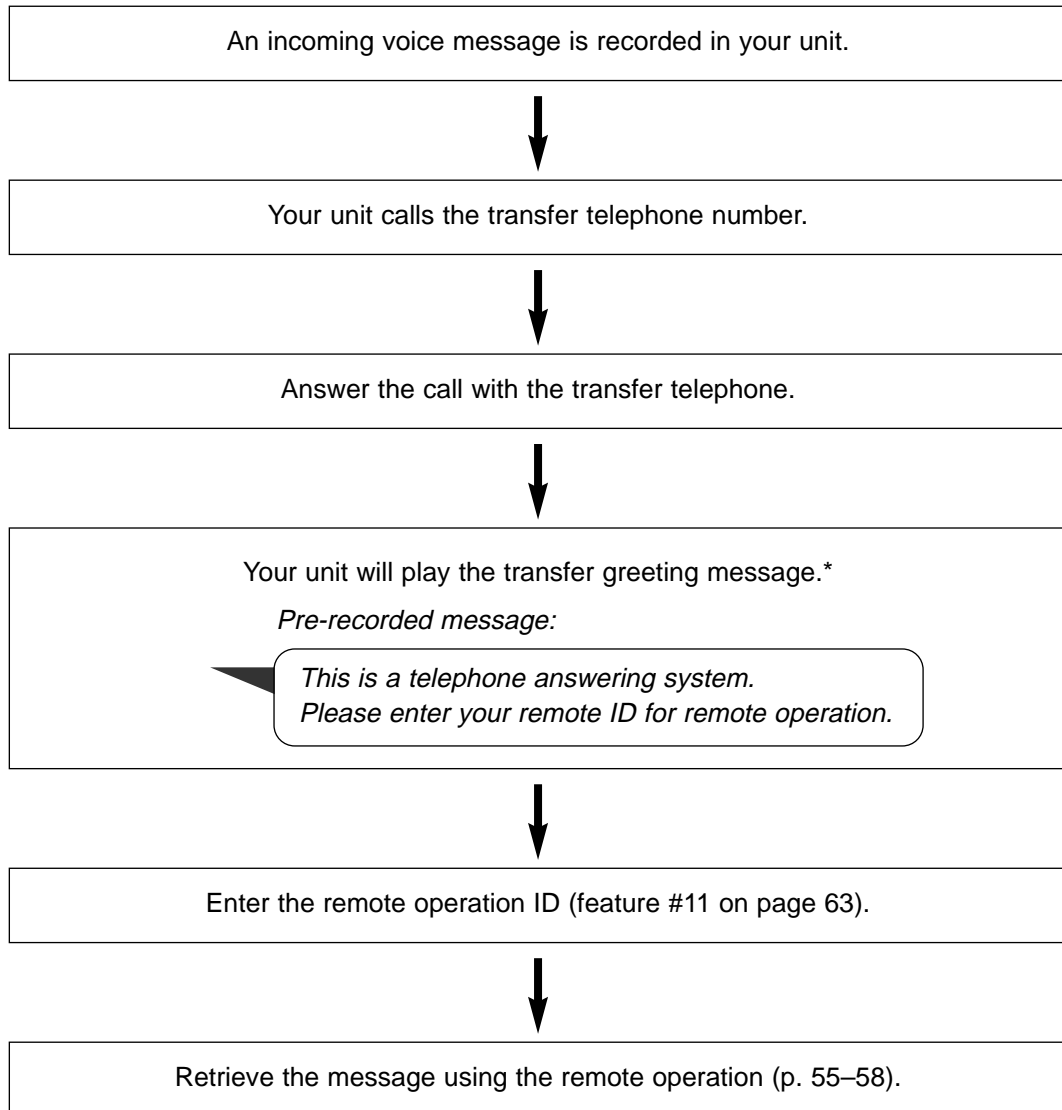 An incoming voice message is recorded in your unit.
Your unit calls the transfer telephone number.
Answer the call with the transfer telephone.
Your unit will play the transfer greeting message.*
Pre-recorded message:
This is a telephone answering system.
Please enter your remote ID for remote operation.
Enter the remote operation ID (feature #11 on page 63).
Retrieve the message using the remote operation (p. 55–58).